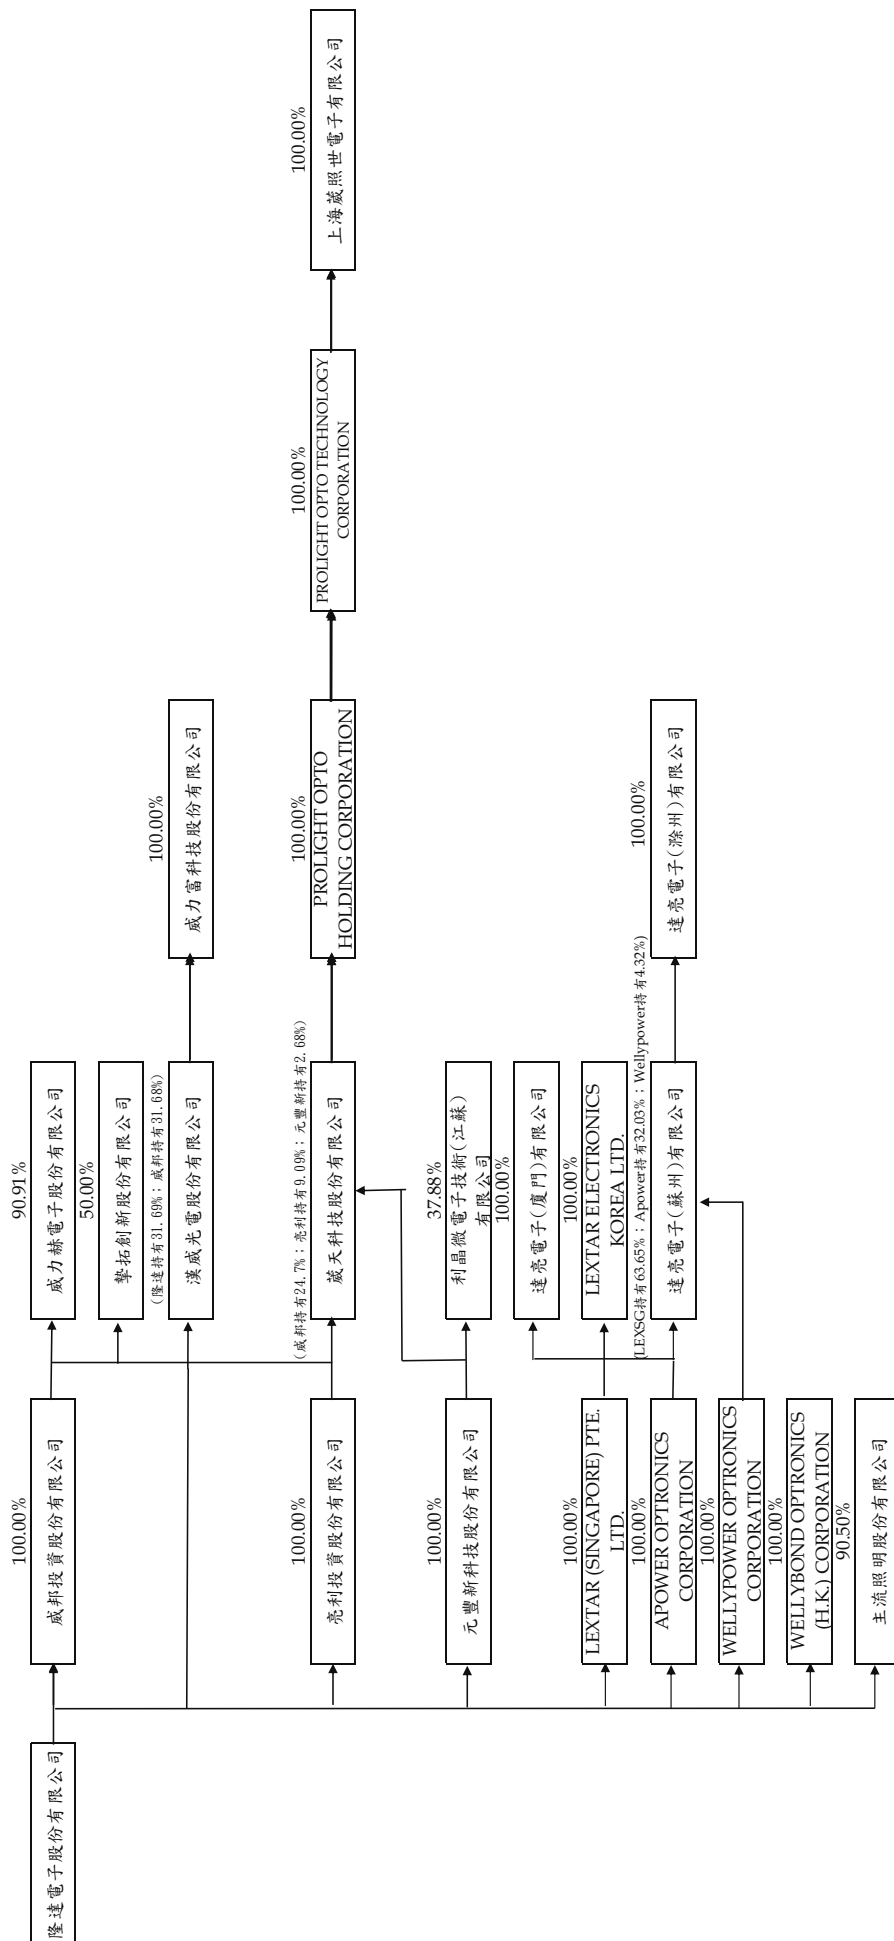 隆達電子股份有限公司
100.00%
威邦投資股份有限公司
100.00%
亮利投資股份有限公司
100.00%
元豐新科技股份有限公司
100.00%
LEXTAR (SINGAPORE) PTE.
LTD.
100.00%
APOWER OPTRONICS
CORPORATION
100.00%
WELLYPOWER OPTRONICS
CORPORATION
100.00%
WELLYBOND OPTRONICS
(H.K.) CORPORATION
90.50%
主流照明股份有限公司
90.91%
威力赫電子股份有限公司
50.00%
摯拓創新股份有限公司
(隆達持有31.69%；威邦持有31.68%)
漢威光電股份有限公司
(威邦持有24.7%；亮利持有9.09%；元豐新持有2.68%)
葳天科技股份有限公司
37.88%
利晶微電子技術(江蘇)
有限公司
100.00%
達亮電子(廈門)有限公司
100.00%
LEXTAR ELECTRONICS
KOREA LTD.
(LEXSG持有63.65%；Apower持有32.03%；Wellypower持有4.32%)
達亮電子(蘇州)有限公司
100.00%
威力富科技股份有限公司
100.00%
PROLIGHT OPTO
HOLDING CORPORATION
100.00%
達亮電子(滁州)有限公司
100.00%
PROLIGHT OPTO TECHNOLOGY
CORPORATION
100.00%
上海葳照世電子有限公司